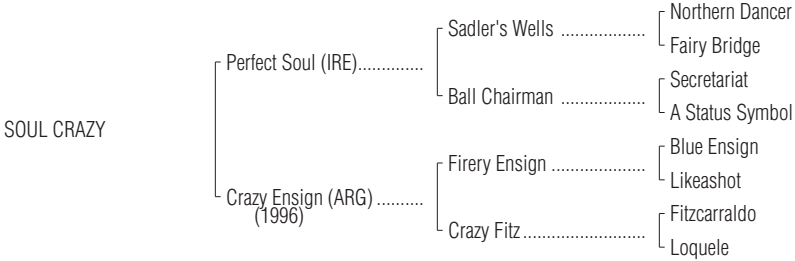 Northern Dancer
Sadler's Wells ...................
Fairy Bridge
Perfect Soul (IRE)..............
Secretariat
Ball Chairman ...................
A Status Symbol
SOUL CRAZY
Blue Ensign
Firery Ensign .....................
Likeashot
Crazy Ensign (ARG) ..........
(1996)
Fitzcarraldo
Crazy Fitz...........................
Loquele